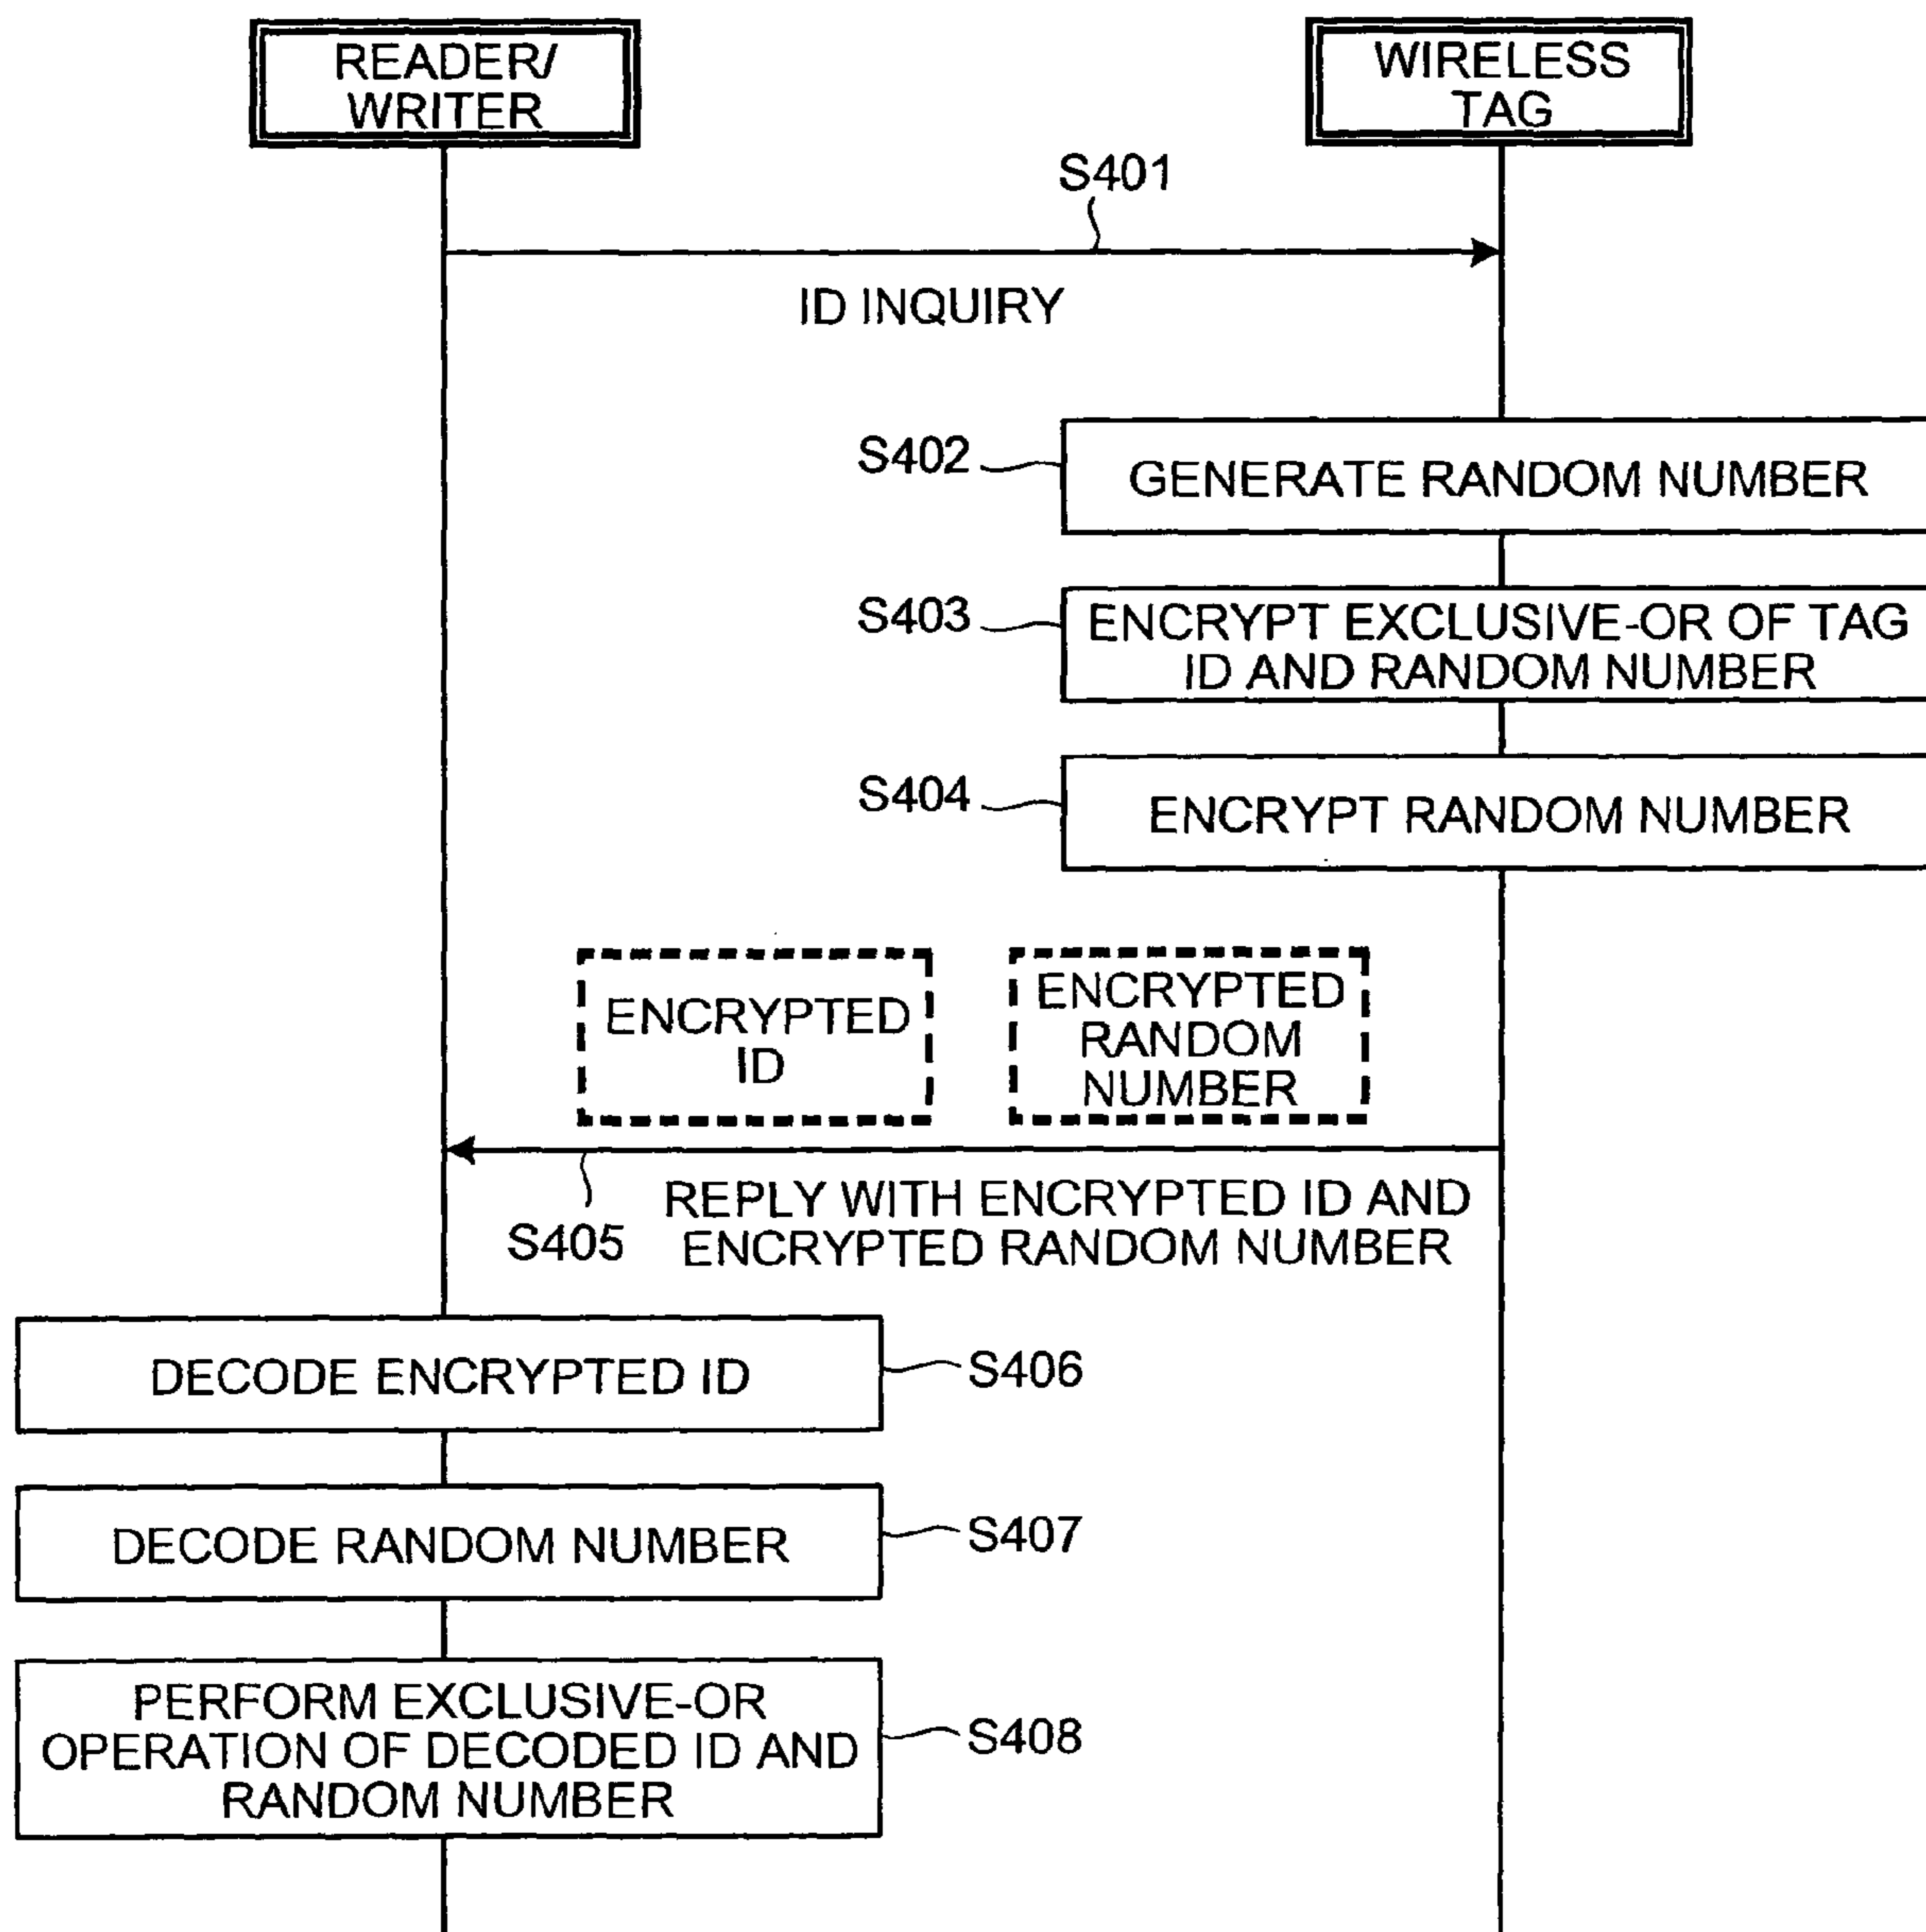 READER/
WRITER
WIRELESS
TAG
S401
ID INQUIRY
S402
GENERATE RANDOM NUMBER
S403
ENCRYPT EXCLUSIVE-OR OF TAG
ID AND RANDOM NUMBER
S404
ENCRYPT RANDOM NUMBER
ENCRYPTED
ID
ENCRYPTED
RANDOM
NUMBER
S405
REPLY WITH ENCRYPTED ID AND
ENCRYPTED RANDOM NUMBER
DECODE ENCRYPTED ID
S406
DECODE RANDOM NUMBER
S407
PERFORM EXCLUSIVE-OR
OPERATION OF DECODED ID AND
RANDOM NUMBER
S408